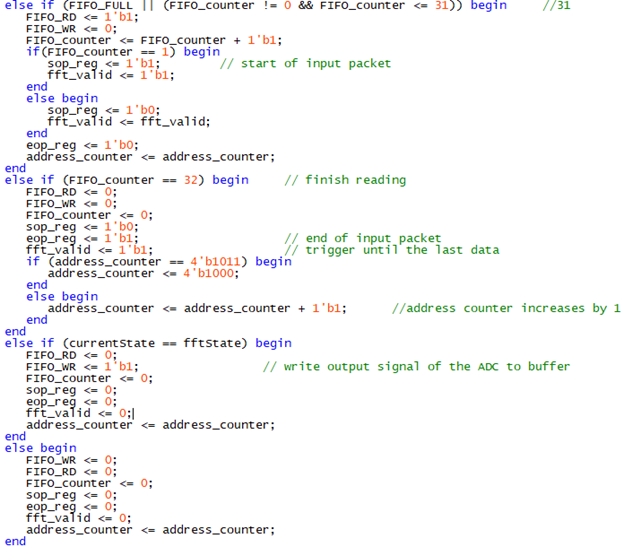 else if (FIFO_FULL || (FIFO_counter != 0 && FIFO_counter <= 31)) begin //31
FIFO_RD <= 1'b1;
FIFO_WR <= 0;
FIFO_counter <= FIFO_counter + 1'b1;
if(FIFO_counter == 1) begin
sop_reg <= 1'b1; // start of input packet
fft_valid <= 1'b1;
end
else begin
sop_reg <= 1'b0;
fft_valid <= fft_valid;
end
eop_reg <= 1'b0;
address_counter <= address_counter;
end
else if (FIFO_counter == 32) begin // finish reading
FIFO_RD <= 0;
FIFO_WR <= 0;
FIFO_counter <= 0;
sop_reg <= 1'b0;
eop_reg <= 1'b1; // end of input packet
fft_valid <= 1'b1; // trigger until the last data
if (address_counter == 4'b1011) begin
address_counter <= 4'b1000;
end
else begin
address_counter <= address_counter + 1'b1; //address counter increases by 1
end
end
else if (currentState == fftState) begin
FIFO_RD <= 0;
FIFO_WR <= 1'b1; // write output signal of the ADC to buffer
FIFO_counter <= 0;
sop_reg <= 0;
eop_reg <= 0;
fft_valid <= 0;
address_counter <= address_counter;
end
else begin
FIFO_WR <= 0;
FIFO_RD <= 0;
FIFO_counter <= 0;
sop_reg <= 0;
eop_reg <= 0;
fft_valid <= 0;
address_counter <= address_counter;
end